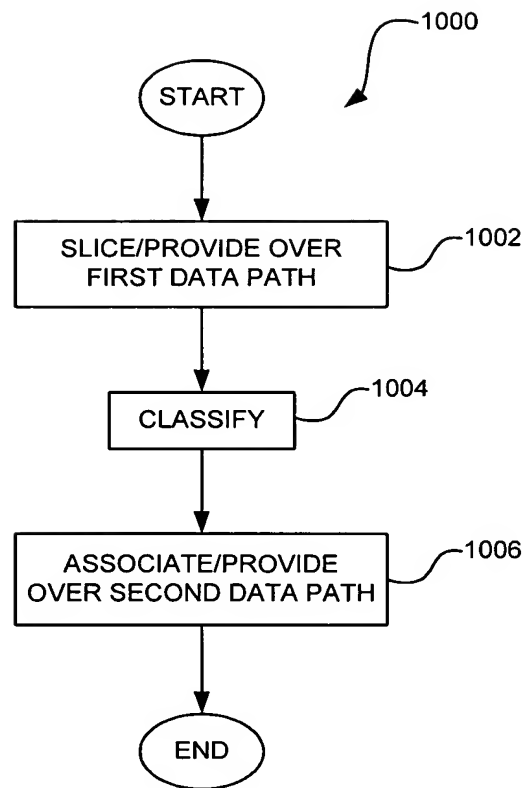 1000
START
SLICE/PROVIDE OVER
FIRST DATA PATH
1002
CLASSIFY
1004
ASSOCIATE/PROVIDE
OVER SECOND DATA PATH
1006
END